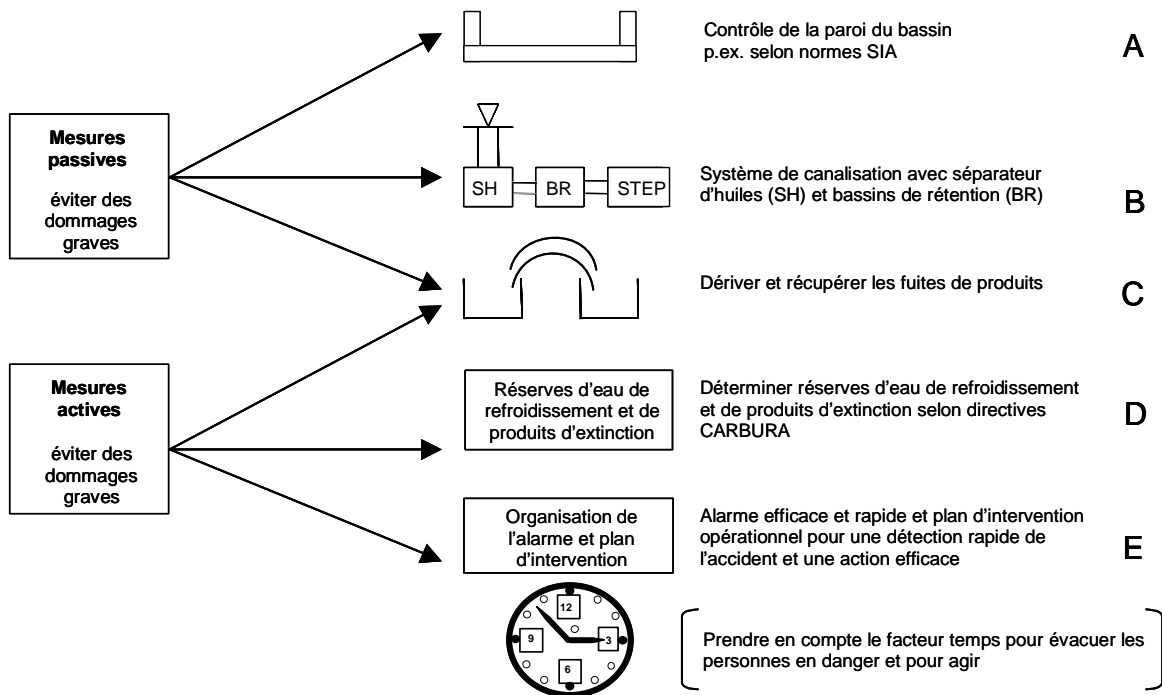 Contrôle de la paroi du bassin
p.ex. selon normes SIA
A
Mesures
passives
éviter des
dommages
graves
SH
BR
STEP
Système de canalisation avec séparateur
d'huiles (SH) et bassins de rétention (BR)
B
Dériver et récupérer les fuites de produits
C
Mesures
actives
éviter des
dommages
graves
Réserves d'eau de
refroidissement et de
produits d'extinction
Déterminer réserves d'eau de refroidissement
et de produits d'extinction selon directives
CARBURA
D
Organisation de
l'alarme et plan
d'intervention
Alarme efficace et rapide et plan d'intervention
opérationnel pour une détection rapide de
l'accident et une action efficace
E
12
9
3
6
Prendre en compte le facteur temps pour évacuer les
personnes en danger et pour agir